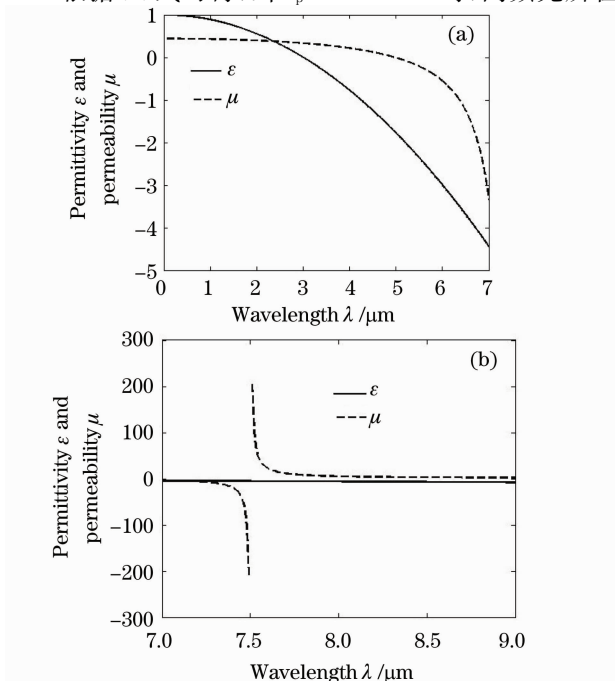 (a)
1
0
−1
−2
−3
−4
−5
ε
μ
Permittivity ε and
permeability μ
0 1 2 3 4 5 6 7
Wavelength λ /μm
(b)
300
200
100
0
−100
−200
−300
ε
μ
Permittivity ε and
permeability μ
7.0 7.5 8.0 8.5 9.0
Wavelength λ /μm